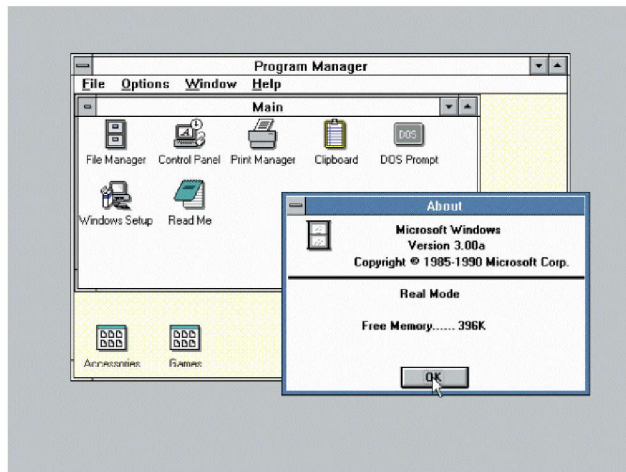 Program Manager
File Options Window Help
Main
File Manager Control Panel Print Manager Clipboard DOS Prompt
DOS
Windows Setup Read Me
About
Microsoft Windows
Version 3.00a
Copyright © 1985-1990 Microsoft Corp.
Real Mode
Free Memory...... 396K
OK
Accessories Games